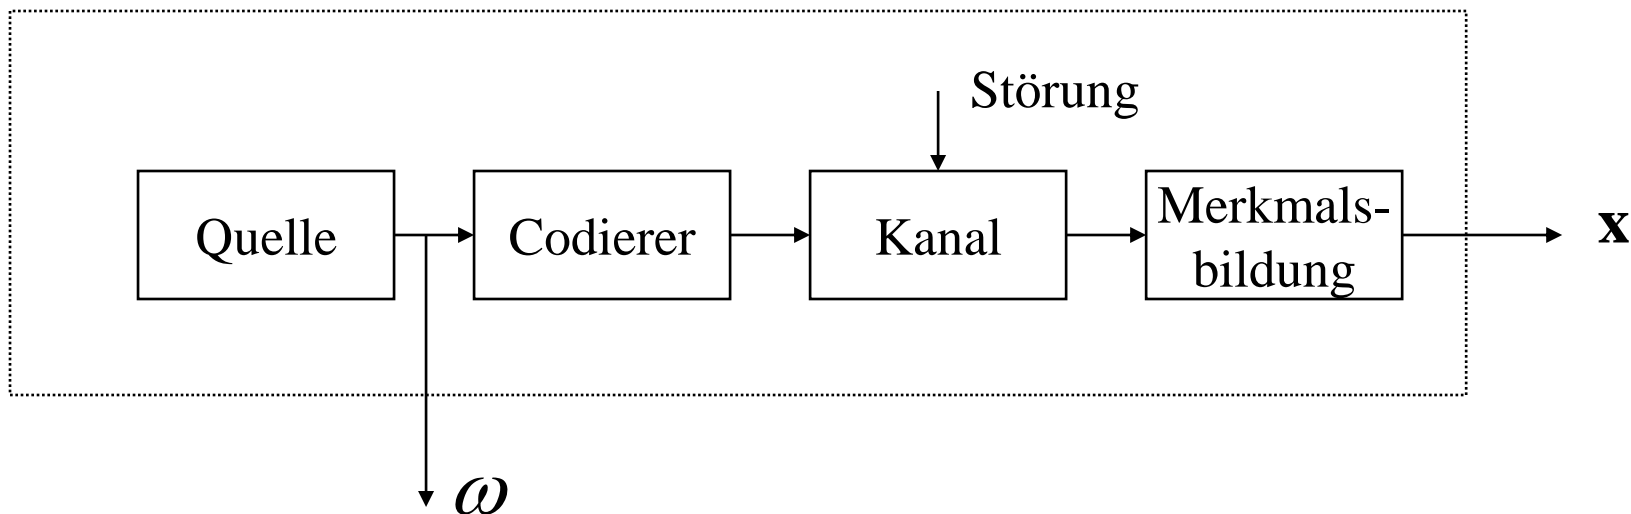 Störung
Quelle
Codierer
Kanal
Merkmals-
bildung
x
ω